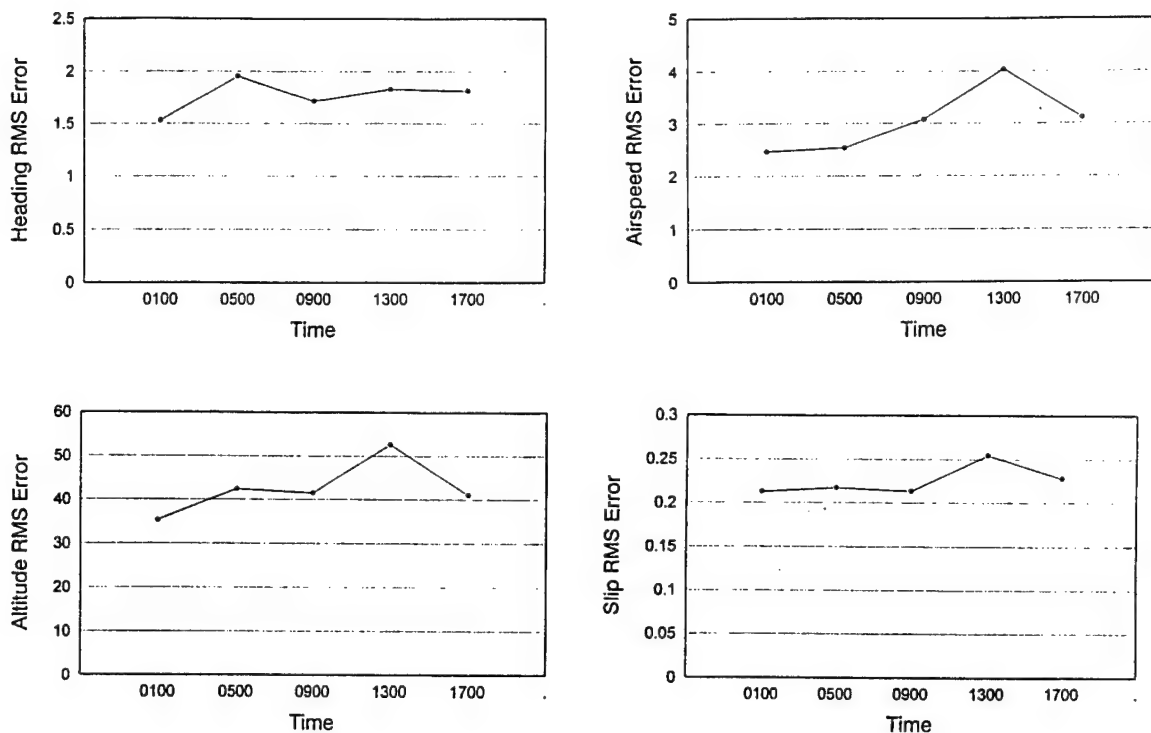 Heading RMS Error
2.5
2
1.5
1
0.5
0
0100 0500 0900 1300 1700
Time
Airspeed RMS Error
5
4
3
2
1
0
0100 0500 0900 1300 1700
Time
Altitude RMS Error
60
50
40
30
20
10
0
0100 0500 0900 1300 1700
Time
Slip RMS Error
0.3
0.25
0.2
0.15
0.1
0.05
0
0100 0500 0900 1300 1700
Time